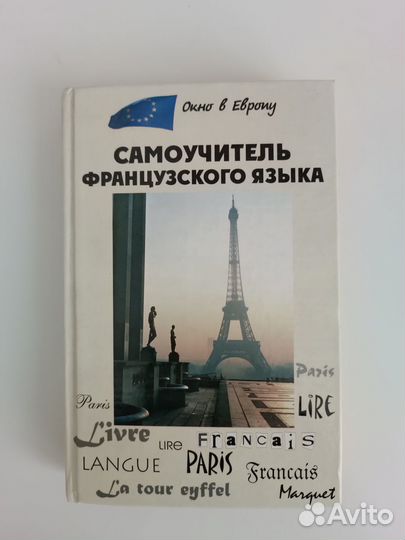 Окно в Европу
САМОУЧИТЕЛЬ
ФРАНЦУЗСКОГО ЯЗЫКА
Paris
Paris
LiRE
Livre
LIRE
Francais
LANGUE
PARIS
Francais
La tour eyffel
Marquet
Avito